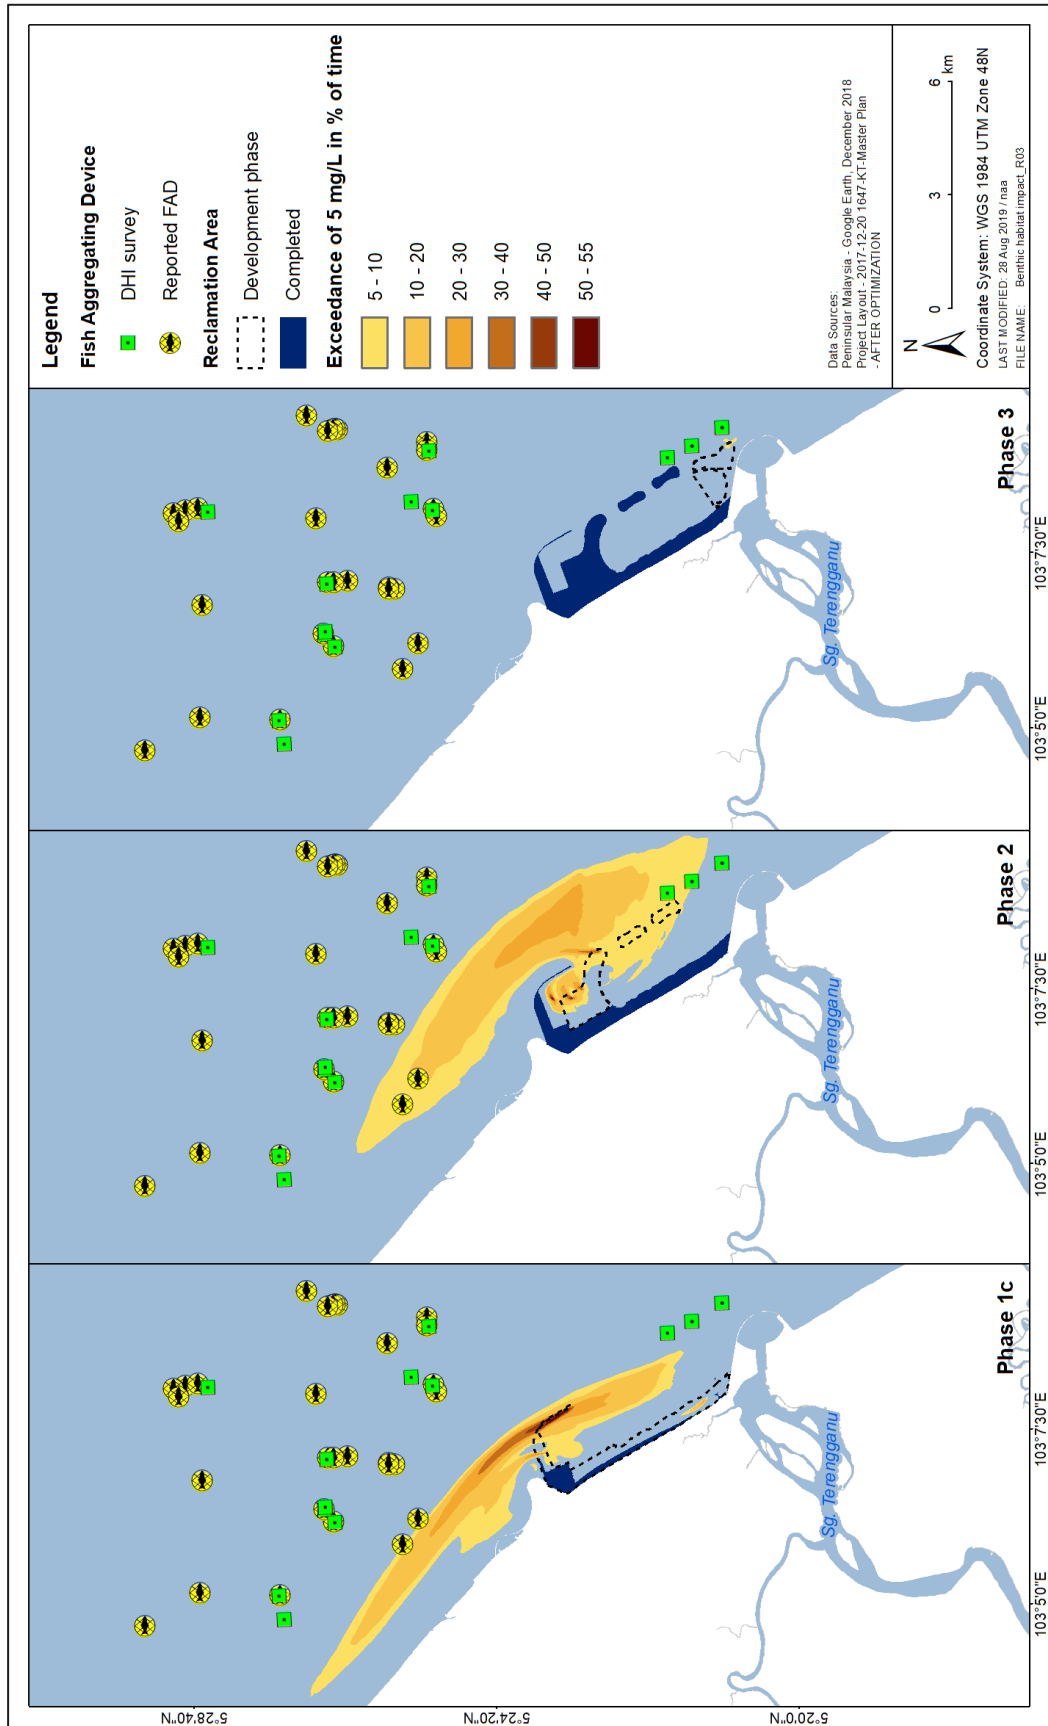 Phase 1c
Sg. Terengganu
Phase 2
Sg. Terengganu
Phase 3
Sg. Terengganu
5°28'40"N
5°24'20"N
5°20'0"N
103°5'0"E
103°7'30"E
103°5'0"E
103°7'30"E
103°5'0"E
103°7'30"E
Legend
Fish Aggregating Device
DHI survey
Reported FAD
Reclamation Area
Development phase
Completed
Exceedance of 5 mg/L in % of time
5 - 10
10 - 20
20 - 30
30 - 40
40 - 50
50 - 55
Data Sources:
Peninsular Malaysia - Google Earth, December 2018
Project Layout - 2017-12-20 1647-KT-Master Plan
- AFTER OPTIMIZATION
N
0 3 6
km
Coordinate System: WGS 1984 UTM Zone 48N
LAST MODIFIED: 28 Aug 2019 / naa
FILE NAME: Benthic habitat impact_R03